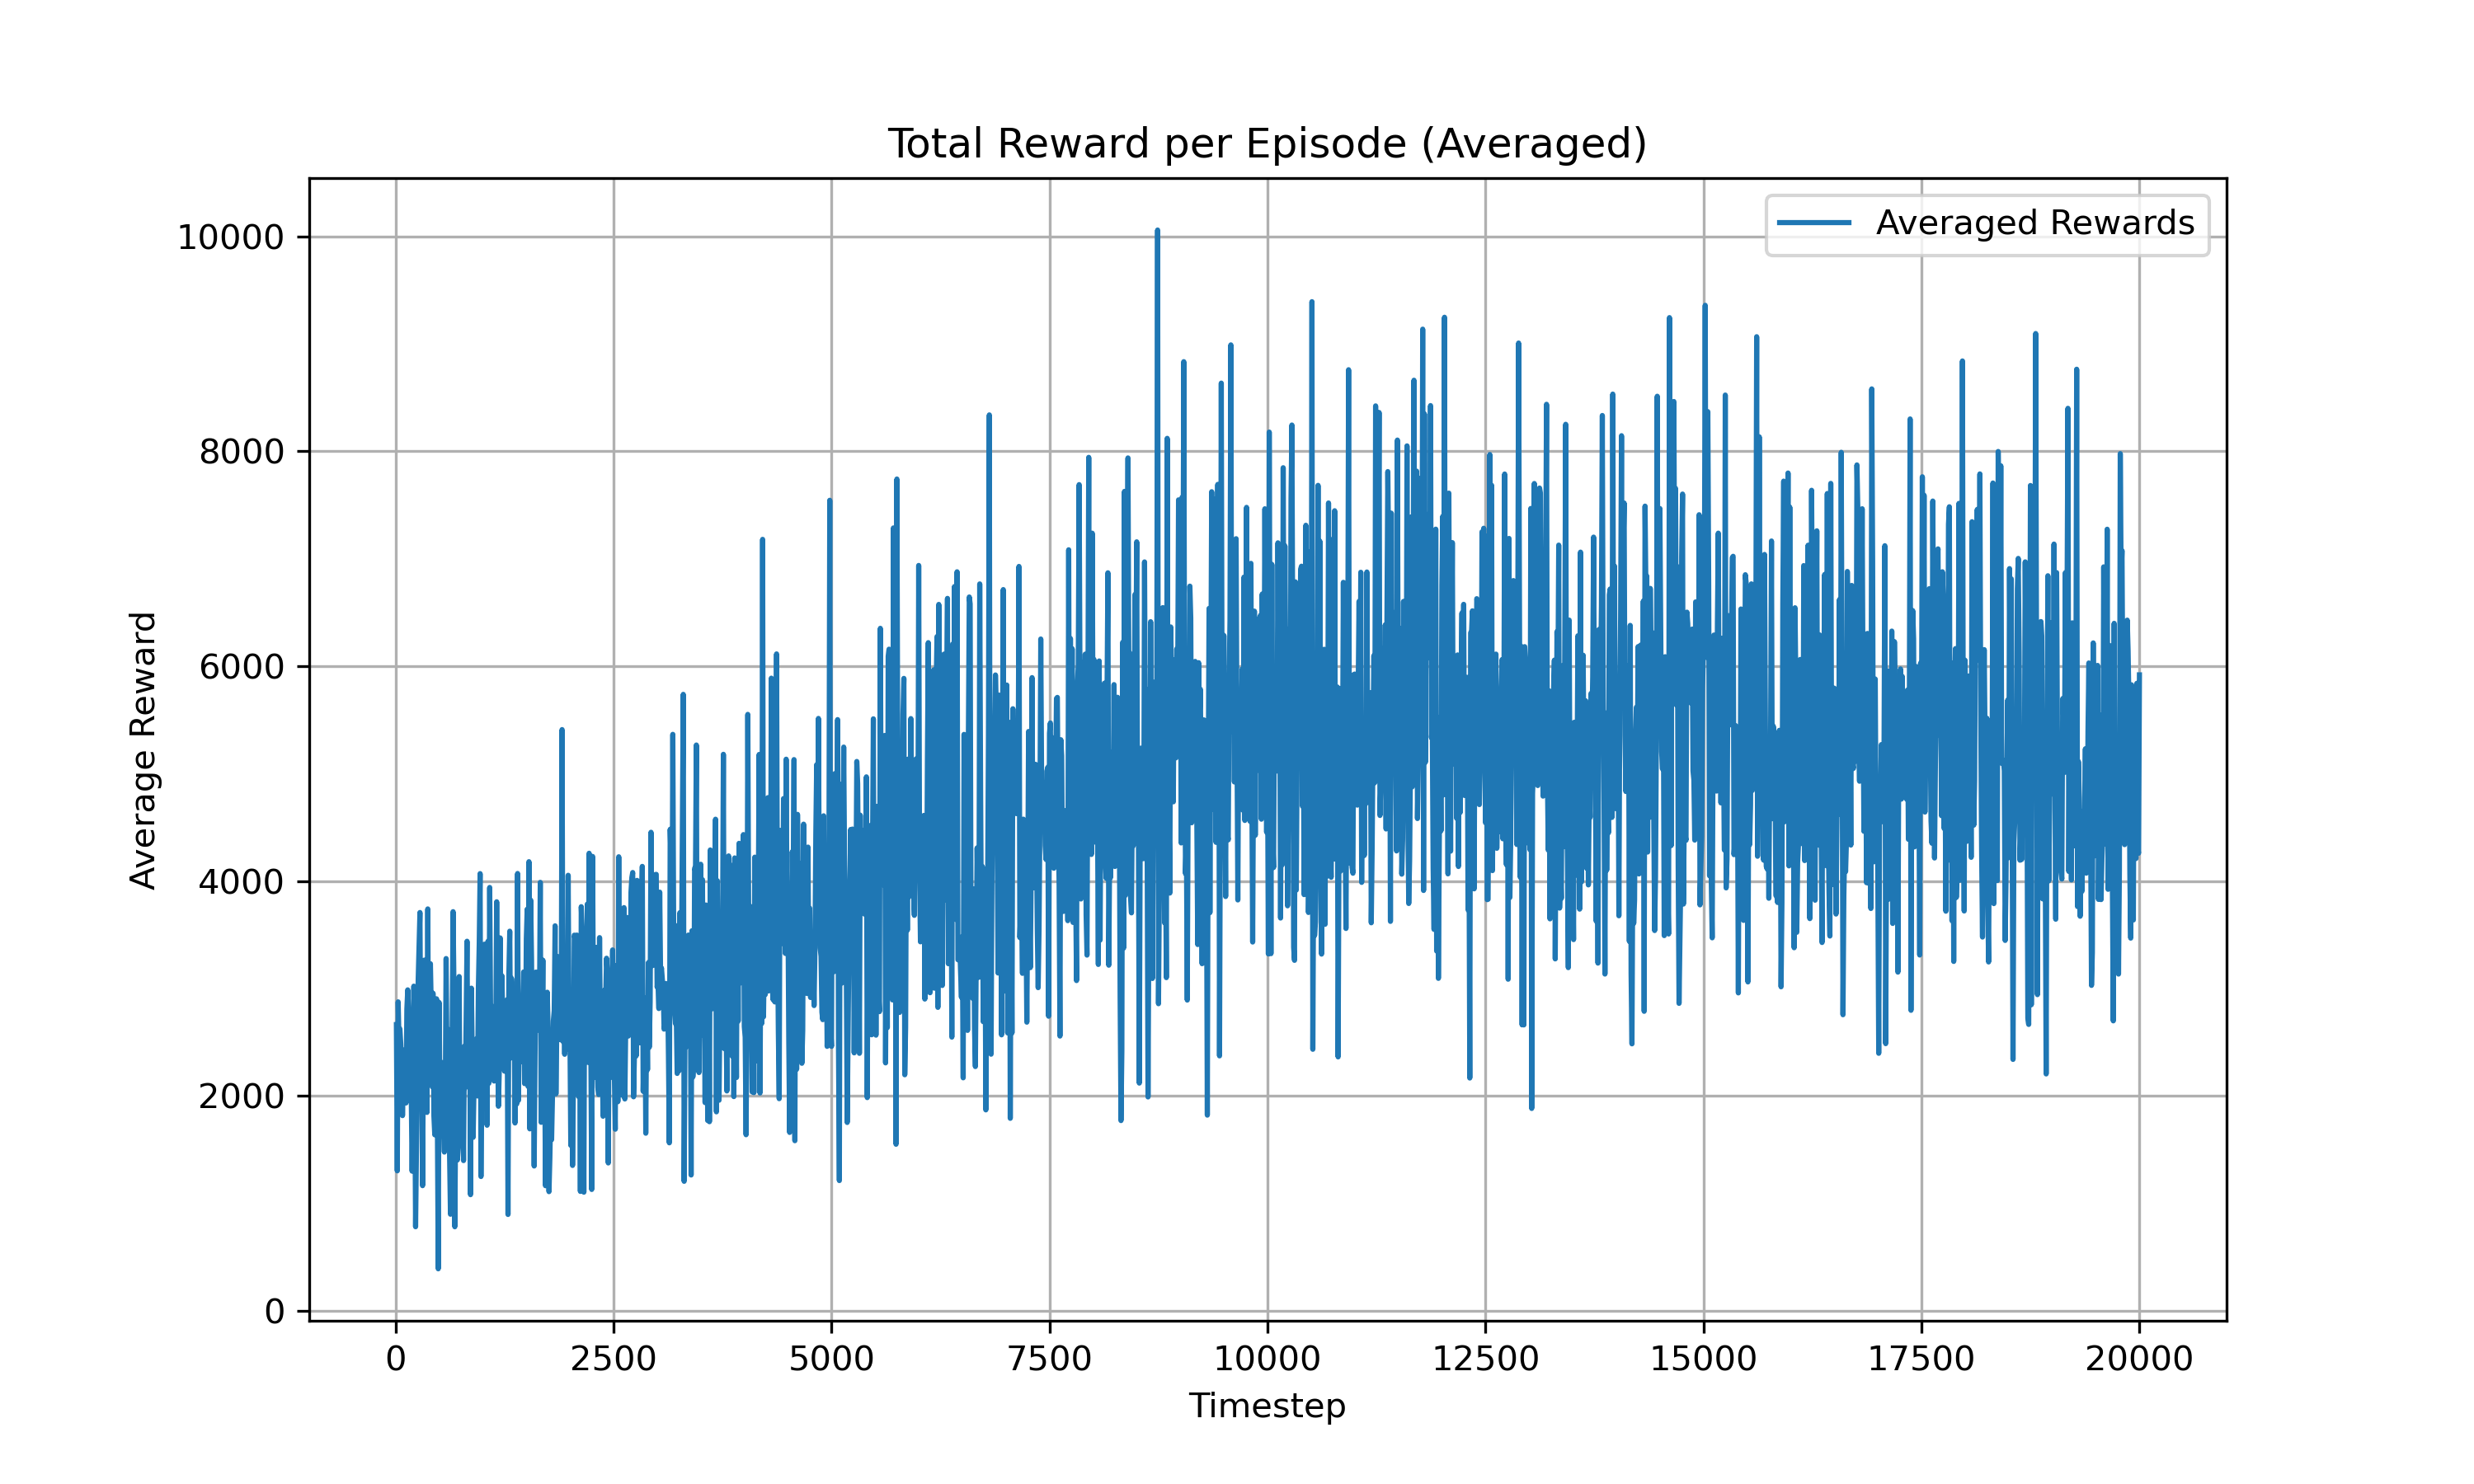 Total Reward per Episode (Averaged)
Averaged Rewards
Average Reward
10000
8000
6000
4000
2000
0
0 2500 5000 7500 10000 12500 15000 17500 20000
Timestep